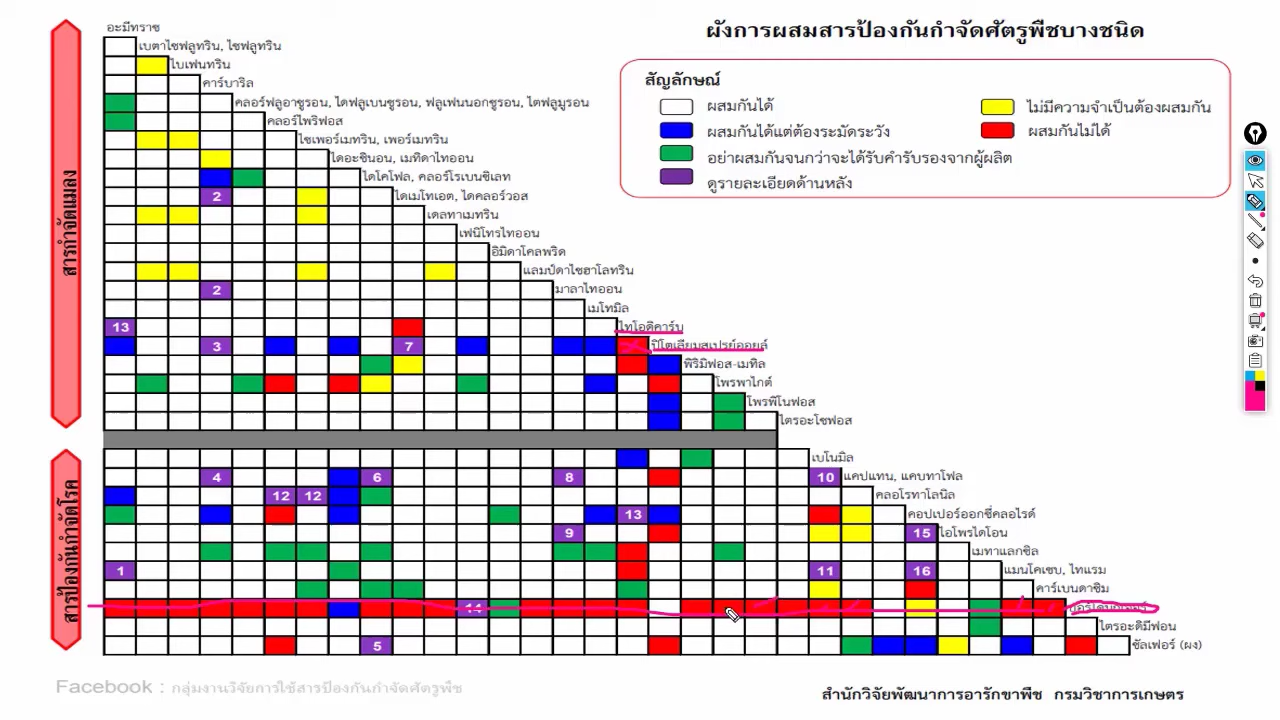 ผังการผสมสารป้องกันกำจัดศัตรูพืชบางชนิด
สัญลักษณ์
ผสมกันได้
ผสมกันได้แต่ต้องระมัดระวัง
อย่าผสมกันจนกว่าจะได้รับคำรับรองจากผู้ผลิต
ดูรายละเอียดด้านหลัง
ไม่มีความจำเป็นต้องผสมกัน
ผสมกันไม่ได้
สารกำจัดแมลง
อะมีทราซ
เบตาไซฟลูทริน, ไซฟลูทริน
ไบเฟนทริน
คาร์บาริล
คลอร์ฟลูอาซูรอน, ไดฟลูเบนซูรอน, ฟลูเฟนนอกซูรอน, ไตฟลูมูรอน
คลอร์ไพริฟอส
ไซเพอร์เมทริน, เพอร์เมทริน
ไดอะซินอน, เมทิดาไทออน
ไดโคโฟล, คลอร์โรเบนซิเลท
2 ไดเมโทเอต, ไดคลอร์วอส
เดลทาเมทริน
เฟนิโทรไทออน
อิมิดาโคลพริด
แลมป์ดาไซฮาโลทริน
2 มาลาไทออน
เมโทมิล
13 ไทโอดิคาร์บ
3 7 ปิโตเลียมสเปรย์ออยล์
พิริมิฟอส-เมทิล
โพรพาไกต์
โพรพีโนฟอส
ไตรอะโซฟอส
สารป้องกันกำจัดโรค
เบโนมิล
4 6 8 10 แคปแทน, แคบทาโฟล
12 12 คลอโรทาโลนิล
13 คอปเปอร์ออกซี่คลอไรด์
9 15 ไอโพรไดโอน
เมทาแลกซิล
1 11 16 แมนโคเซบ, ไทแรม
คาร์เบนดาซิม
14
ไตรอะดิมีฟอน
5 ซัลเฟอร์ (ผง)
Facebook : กลุ่มงานวิจัยการใช้สารป้องกันกำจัดศัตรูพืช
สำนักวิจัยพัฒนาการอารักขาพืช กรมวิชาการเกษตร